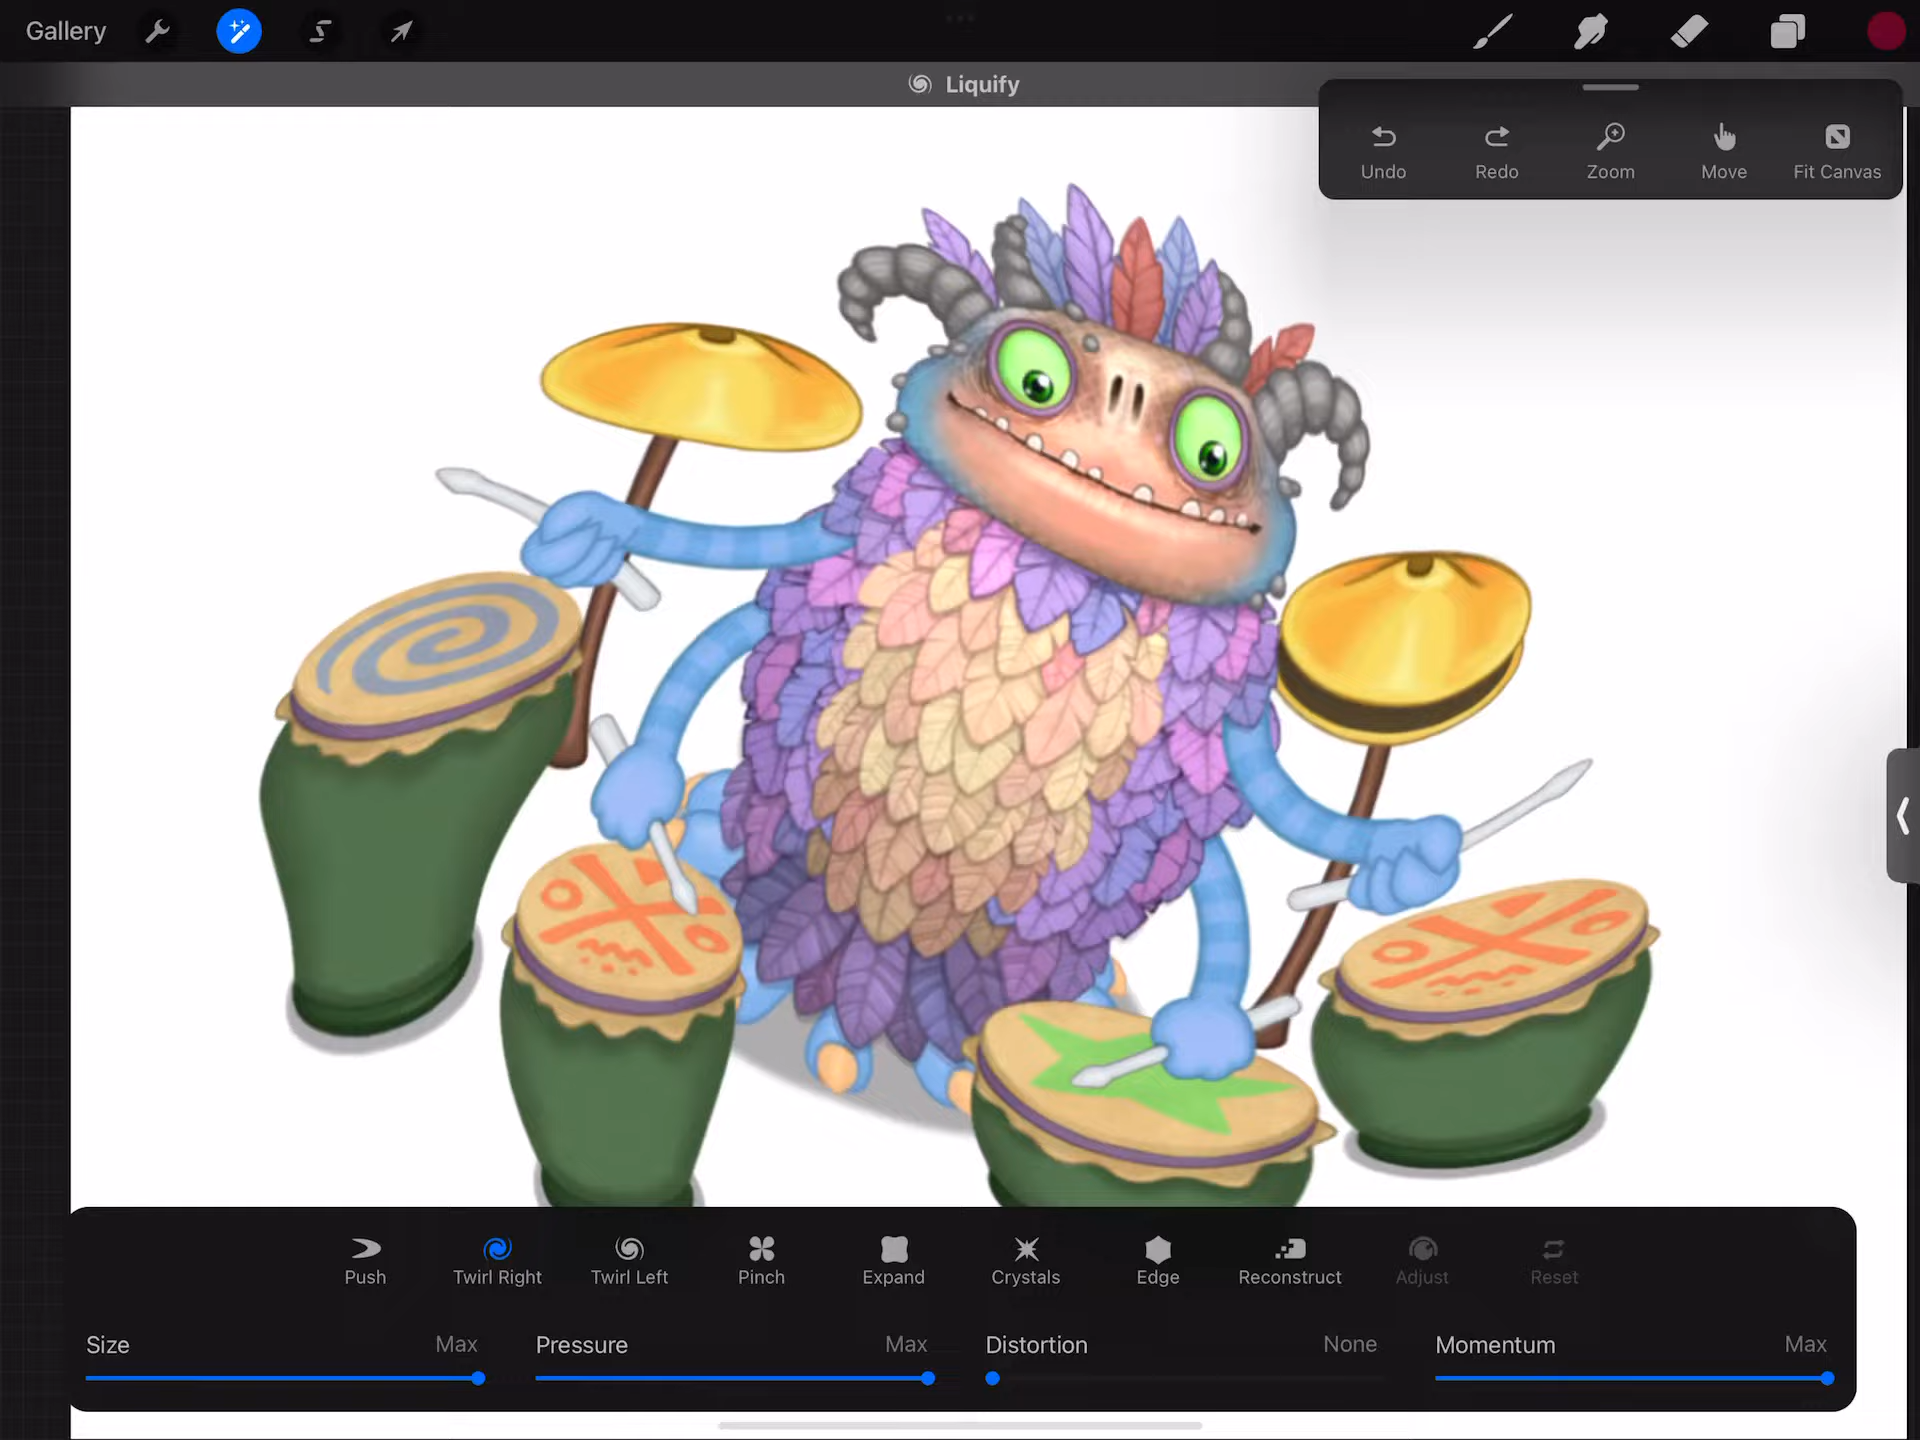 Gallery
Liquify
Undo Redo Zoom Move Fit Canvas
Push Twirl Right Twirl Left Pinch Expand Crystals Edge Reconstruct Adjust Reset
Size Max Pressure Max Distortion None Momentum Max